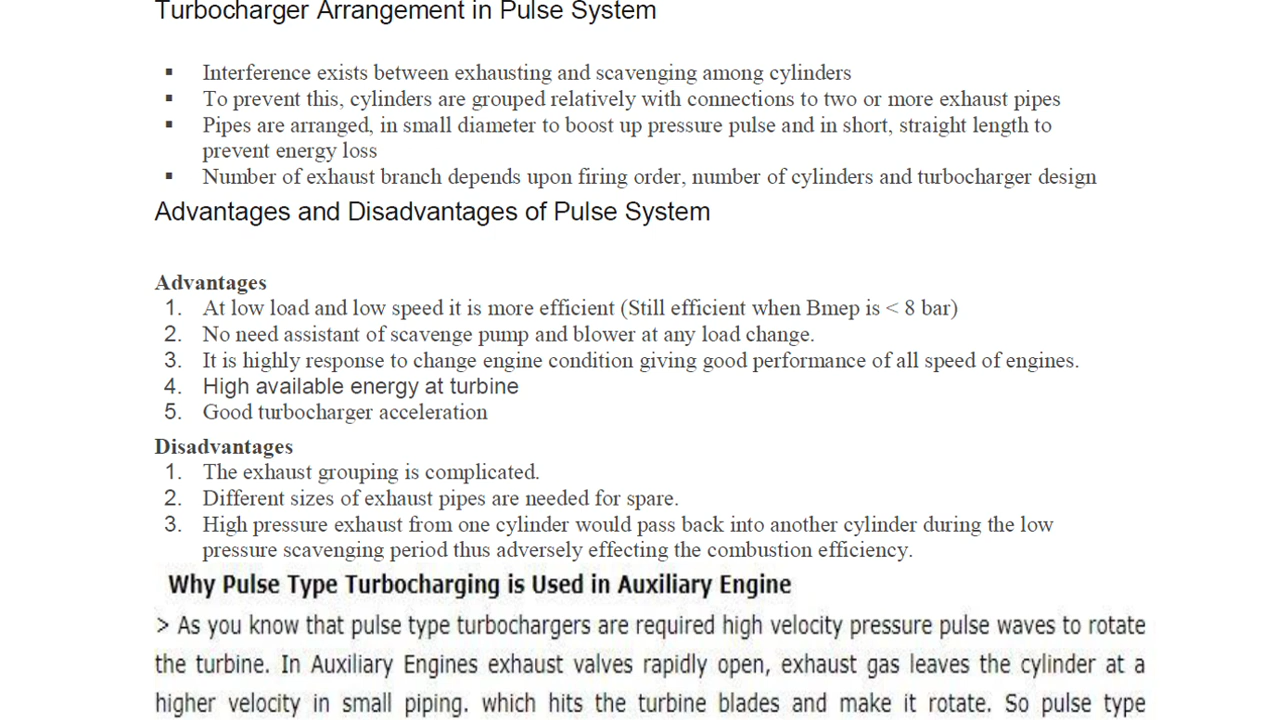 Turbocharger Arrangement in Pulse System
▪ Interference exists between exhausting and scavenging among cylinders
▪ To prevent this, cylinders are grouped relatively with connections to two or more exhaust pipes
▪ Pipes are arranged, in small diameter to boost up pressure pulse and in short, straight length to
prevent energy loss
▪ Number of exhaust branch depends upon firing order, number of cylinders and turbocharger design
Advantages and Disadvantages of Pulse System
Advantages
1. At low load and low speed it is more efficient (Still efficient when Bmep is < 8 bar)
2. No need assistant of scavenge pump and blower at any load change.
3. It is highly response to change engine condition giving good performance of all speed of engines.
4. High available energy at turbine
5. Good turbocharger acceleration
Disadvantages
1. The exhaust grouping is complicated.
2. Different sizes of exhaust pipes are needed for spare.
3. High pressure exhaust from one cylinder would pass back into another cylinder during the low
pressure scavenging period thus adversely effecting the combustion efficiency.
Why Pulse Type Turbocharging is Used in Auxiliary Engine
> As you know that pulse type turbochargers are required high velocity pressure pulse waves to rotate
the turbine. In Auxiliary Engines exhaust valves rapidly open, exhaust gas leaves the cylinder at a
higher velocity in small piping. which hits the turbine blades and make it rotate. So pulse type